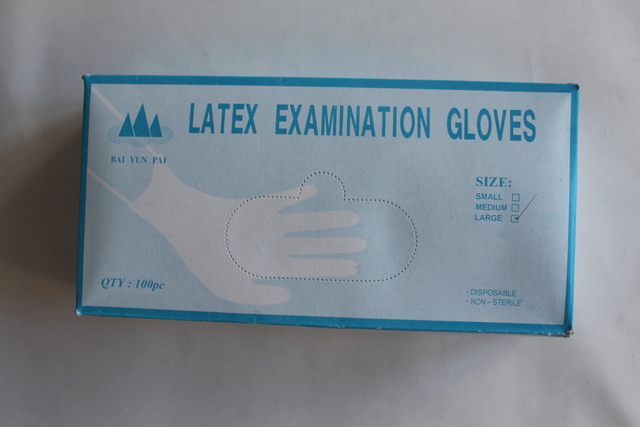 LATEX EXAMINATION GLOVES
BAI YUN PAI
SIZE:
SMALL
MEDIUM
LARGE
QTY : 100pc
· DISPOSABLE
· NON-STERILE